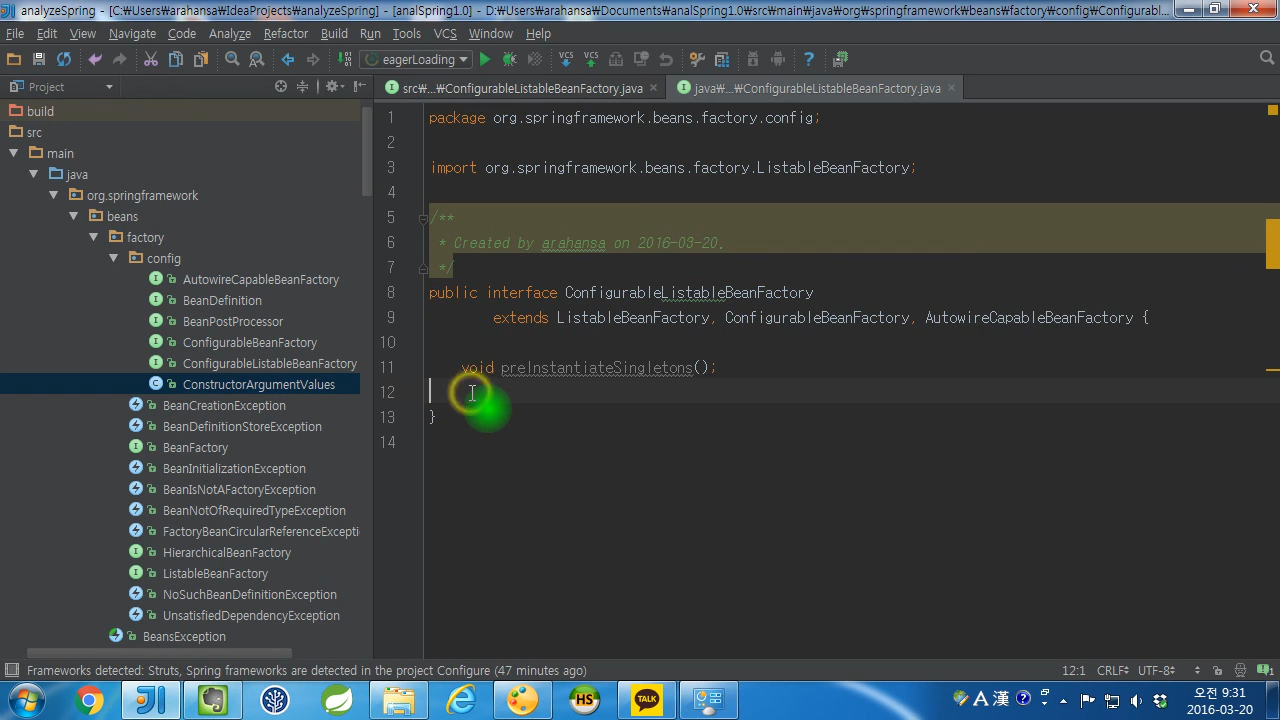 analyzeSpring - [C:₩Users₩arahansa₩IdeaProjects₩analyzeSpring] - [analSpring1.0] - D:₩Users₩arahansa₩Documents₩analSpring1.0₩src₩main₩java₩org₩springframework₩beans₩factory₩config₩Configurabl...
File Edit View Navigate Code Analyze Refactor Build Run Tools VCS Window Help
eagerLoading VCS VCS ?
Project
src₩...₩ConfigurableListableBeanFactory.java
java₩...₩ConfigurableListableBeanFactory.java
build
src
main
java
org.springframework
beans
factory
config
AutowireCapableBeanFactory
BeanDefinition
BeanPostProcessor
ConfigurableBeanFactory
ConfigurableListableBeanFactory
ConstructorArgumentValues
BeanCreationException
BeanDefinitionStoreException
BeanFactory
BeanInitializationException
BeanIsNotAFactoryException
BeanNotOfRequiredTypeException
FactoryBeanCircularReferenceExcepti
HierarchicalBeanFactory
ListableBeanFactory
NoSuchBeanDefinitionException
UnsatisfiedDependencyException
BeansException
1 package org.springframework.beans.factory.config;
2
3 import org.springframework.beans.factory.ListableBeanFactory;
4
5 /**
6 * Created by arahansa on 2016-03-20.
7 */
8 public interface ConfigurableListableBeanFactory
9 extends ListableBeanFactory, ConfigurableBeanFactory, AutowireCapableBeanFactory {
10
11 void preInstantiateSingletons();
12
13 }
14
Frameworks detected: Struts, Spring frameworks are detected in the project Configure (47 minutes ago)
12:1 CRLF UTF-8
HS TALK A 漢 ? 오전 9:31
2016-03-20